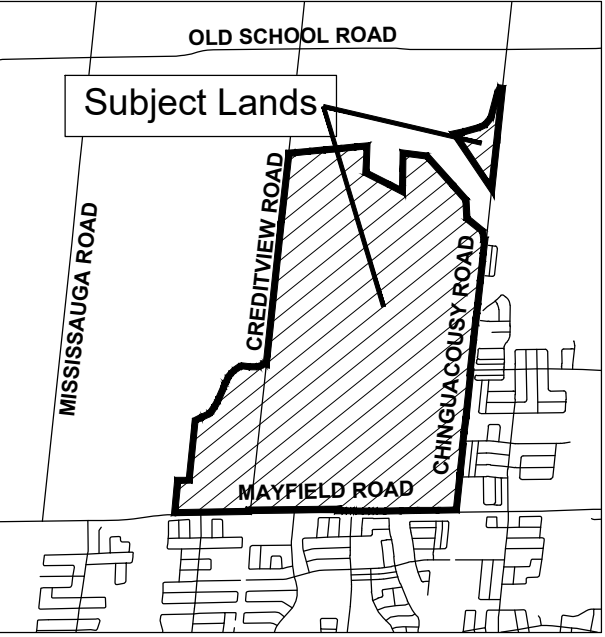 OLD SCHOOL ROAD
Subject Lands
CREDITVIEW ROAD
MISSISSAUGA ROAD
CHINGUACOUSY ROAD
MAYFIELD ROAD